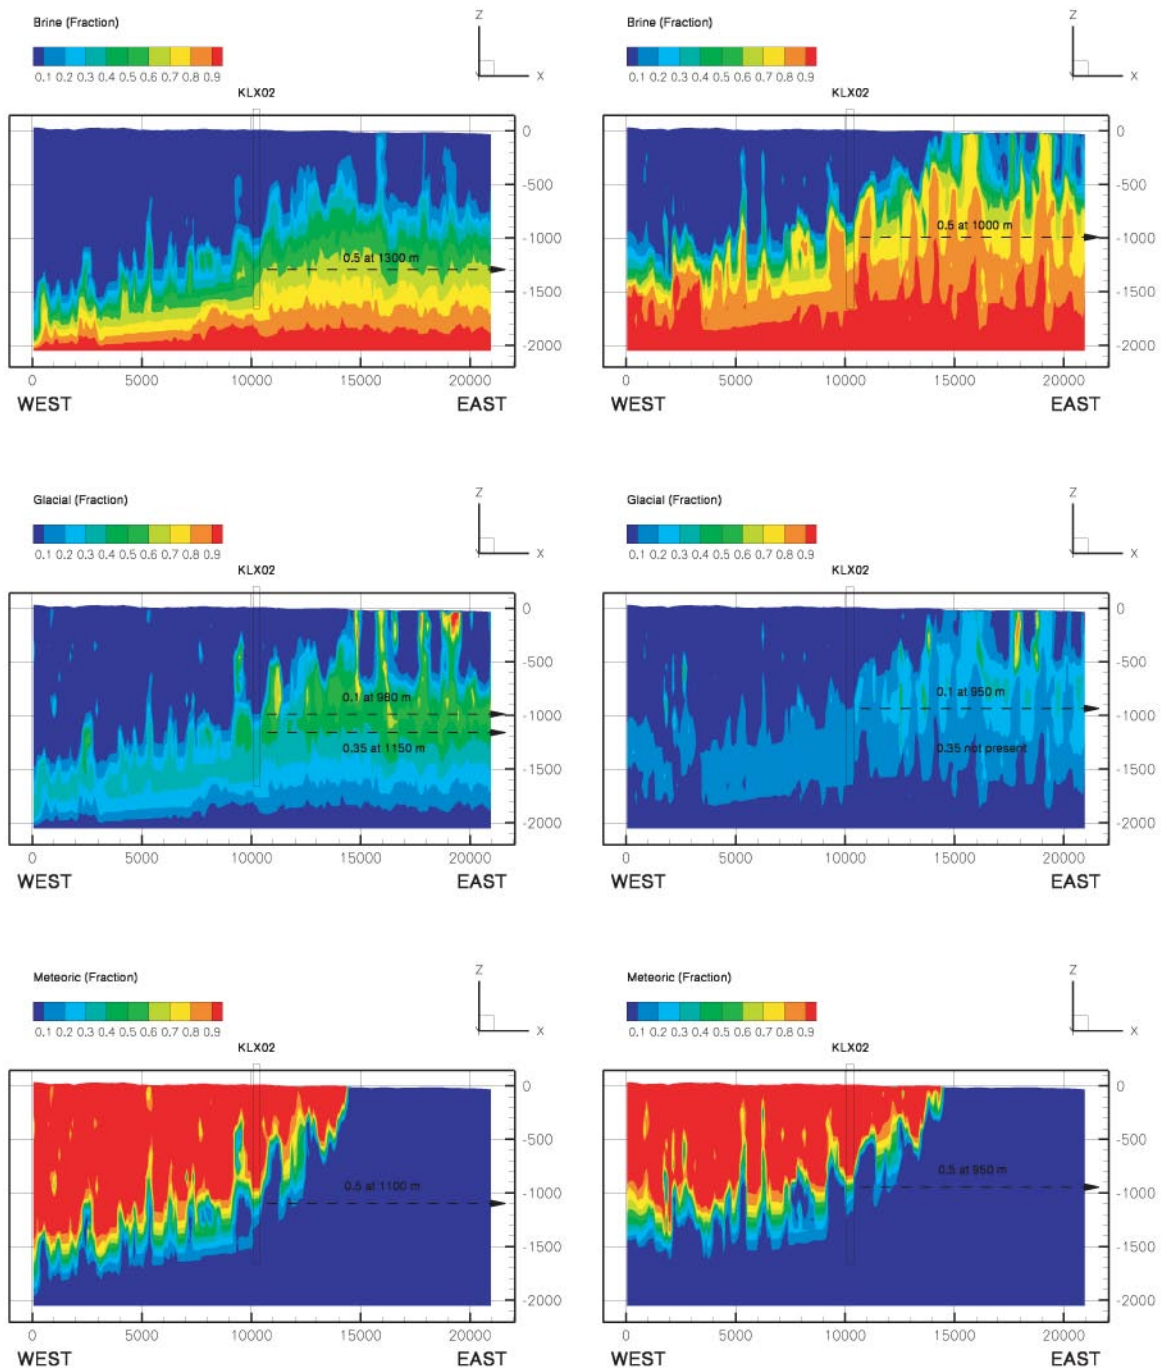 Brine (Fraction)
Z
X
0.1 0.2 0.3 0.4 0.5 0.6 0.7 0.8 0.9
KLX02
0
-500
-1000
-1500
-2000
0.5 at 1300 m
0 5000 10000 15000 20000
WEST EAST
Brine (Fraction)
Z
X
0.1 0.2 0.3 0.4 0.5 0.6 0.7 0.8 0.9
KLX02
0
-500
-1000
-1500
-2000
0.5 at 1000 m
0 5000 10000 15000 20000
WEST EAST
Glacial (Fraction)
Z
X
0.1 0.2 0.3 0.4 0.5 0.6 0.7 0.8 0.9
KLX02
0
-500
-1000
-1500
-2000
0.1 at 980 m
0.35 at 1150 m
0 5000 10000 15000 20000
WEST EAST
Glacial (Fraction)
Z
X
0.1 0.2 0.3 0.4 0.5 0.6 0.7 0.8 0.9
KLX02
0
-500
-1000
-1500
-2000
0.1 at 950 m
0.35 not present
0 5000 10000 15000 20000
WEST EAST
Meteoric (Fraction)
Z
X
0.1 0.2 0.3 0.4 0.5 0.6 0.7 0.8 0.9
KLX02
0
-500
-1000
-1500
-2000
0.5 at 1100 m
0 5000 10000 15000 20000
WEST EAST
Meteoric (Fraction)
Z
X
0.1 0.2 0.3 0.4 0.5 0.6 0.7 0.8 0.9
KLX02
0
-500
-1000
-1500
-2000
0.5 at 950 m
0 5000 10000 15000 20000
WEST EAST